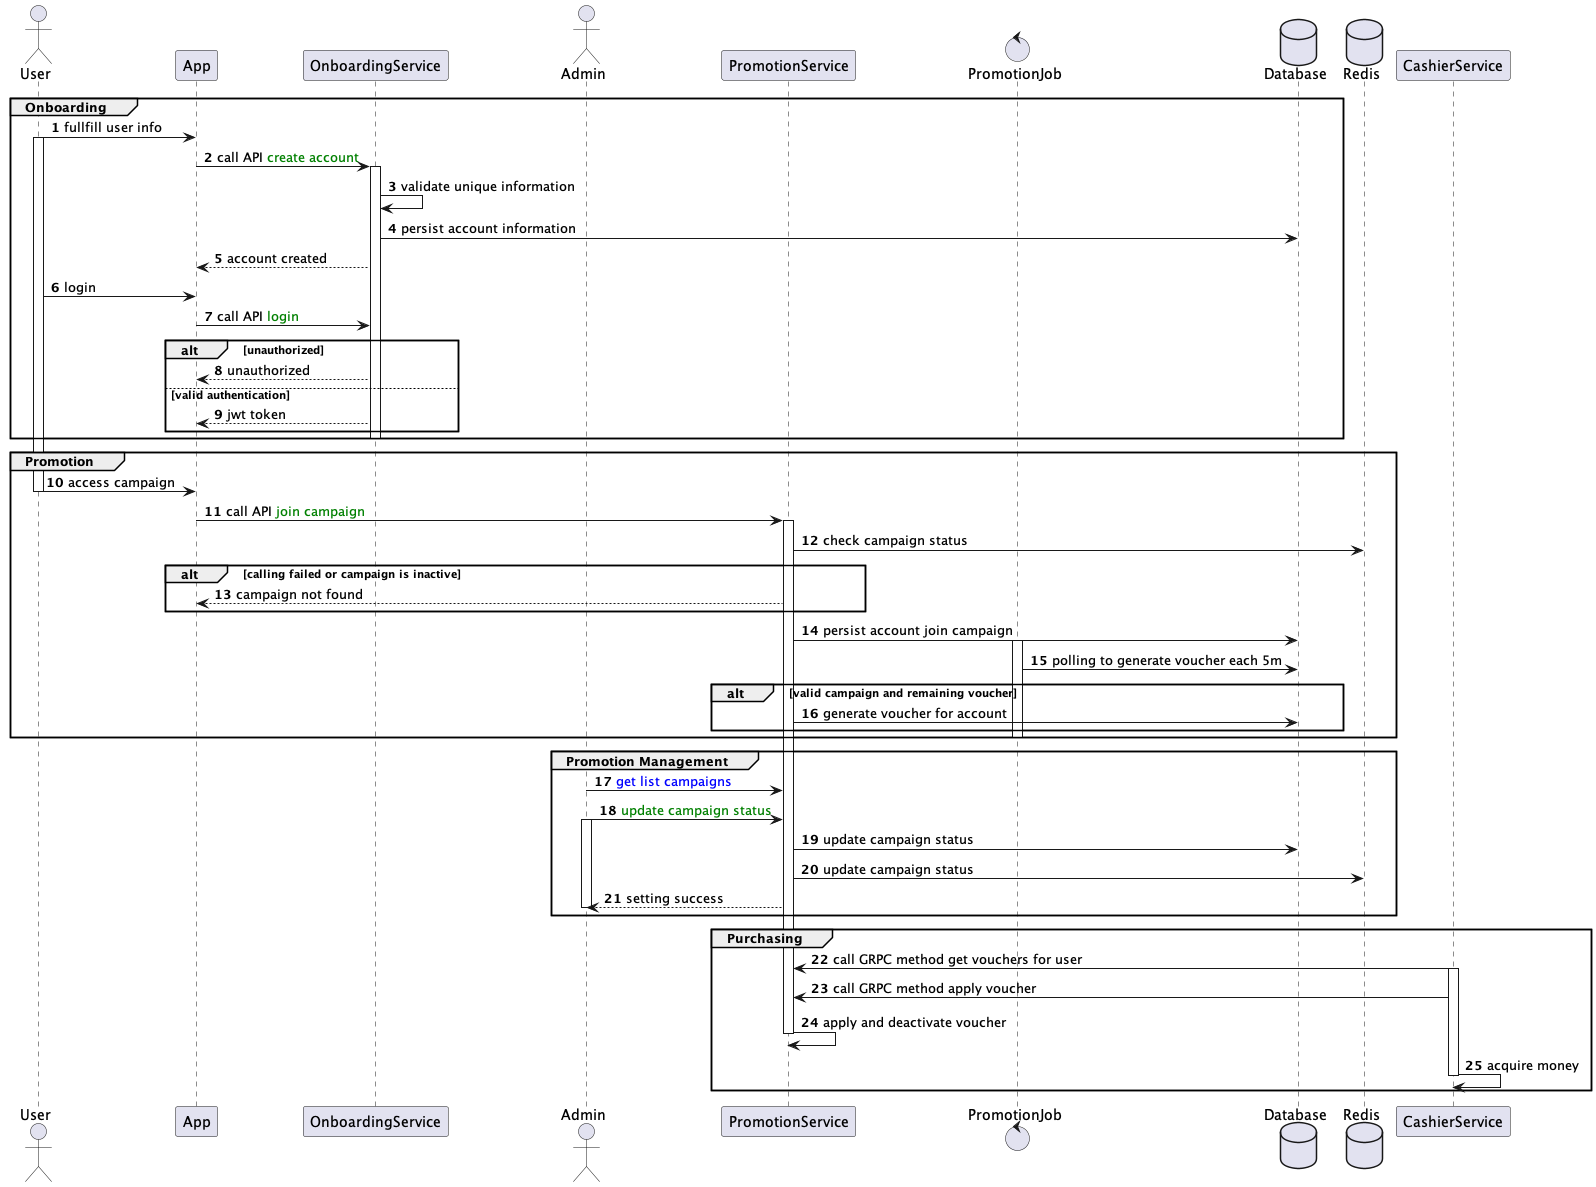 User
App
OnboardingService
Admin
PromotionService
PromotionJob
Database
Redis
CashierService
Onboarding
1 fullfill user info
2 call API create account
3 validate unique information
4 persist account information
5 account created
6 login
7 call API login
alt [unauthorized]
8 unauthorized
[valid authentication]
9 jwt token
Promotion
10 access campaign
11 call API join campaign
12 check campaign status
alt [calling failed or campaign is inactive]
13 campaign not found
14 persist account join campaign
15 polling to generate voucher each 5m
alt [valid campaign and remaining voucher]
16 generate voucher for account
Promotion Management
17 get list campaigns
18 update campaign status
19 update campaign status
20 update campaign status
21 setting success
Purchasing
22 call GRPC method get vouchers for user
23 call GRPC method apply voucher
24 apply and deactivate voucher
25 acquire money
User
App
OnboardingService
Admin
PromotionService
PromotionJob
Database
Redis
CashierService